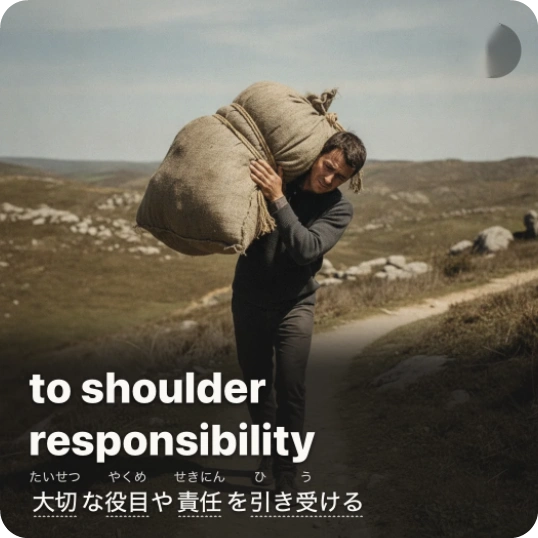 to shoulder
responsibility
たいせつ やくめ せきにん ひ う
大切な役目や責任を引き受ける